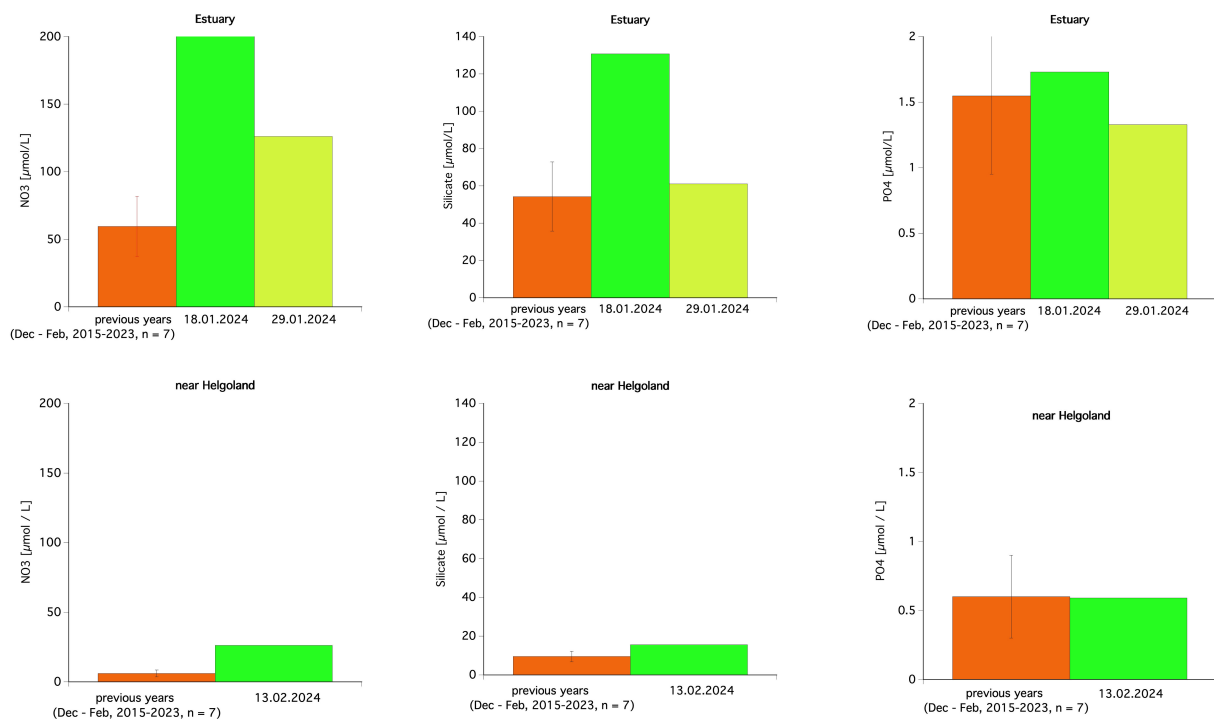 Estuary
200
150
100
50
0
NO3 [µmol/L]
previous years 18.01.2024 29.01.2024
(Dec - Feb, 2015-2023, n = 7)
Estuary
140
120
100
80
60
40
20
0
Silicate [µmol/L]
previous years 18.01.2024 29.01.2024
(Dec - Feb, 2015-2023, n = 7)
Estuary
2
1.5
1
0.5
0
PO4 [µmol/L]
previous years 18.01.2024 29.01.2024
(Dec - Feb, 2015-2023, n = 7)
near Helgoland
200
150
100
50
0
NO3 [µmol / L]
previous years 13.02.2024
(Dec - Feb, 2015-2023, n = 7)
near Helgoland
140
120
100
80
60
40
20
0
Silicate [µmol / L]
previous years 13.02.2024
(Dec - Feb, 2015-2023, n = 7)
near Helgoland
2
1.5
1
0.5
0
PO4 [µmol / L]
previous years 13.02.2024
(Dec - Feb, 2015-2023, n = 7)